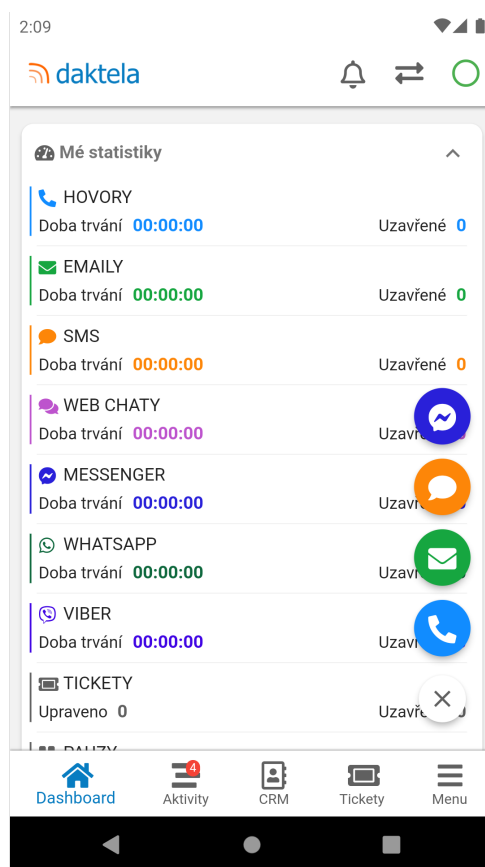 2:09
daktela
Mé statistiky
HOVORY
Doba trvání 00:00:00 Uzavřené 0
EMAILY
Doba trvání 00:00:00 Uzavřené 0
SMS
Doba trvání 00:00:00 Uzavřené 0
WEB CHATY
Doba trvání 00:00:00
MESSENGER
Doba trvání 00:00:00
WHATSAPP
Doba trvání 00:00:00
VIBER
Doba trvání 00:00:00
TICKETY
Upraveno 0
4
Dashboard Aktivity CRM Tickety Menu